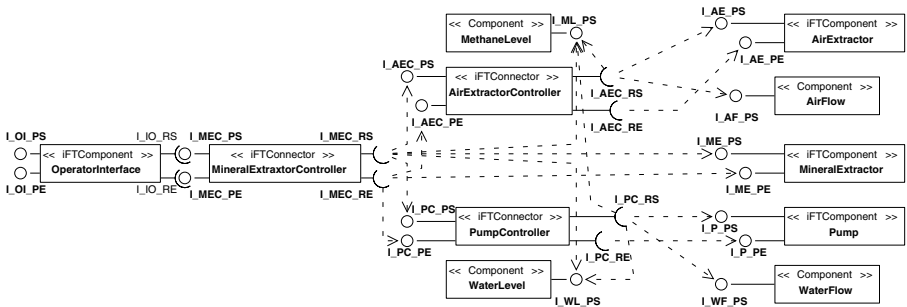 << Component >>
MethaneLevel
I_ML_PS
I_AE_PS
<< iFTComponent >>
AirExtractor
I_AE_PE
I_AEC_PS
<< iFTConnector >>
AirExtractorController
I_AEC_RS
I_AEC_PE
I_AEC_RE
<< Component >>
AirFlow
I_AF_PS
I_OI_PS
I_IO_RS
I_MEC_PS
I_MEC_RS
I_ME_PS
<< iFTComponent >>
OperatorInterface
<< iFTConnector >>
MineralExtraxtorController
<< iFTComponent >>
MineralExtractor
I_OI_PE
I_IO_RE
I_MEC_PE
I_MEC_RE
I_ME_PE
I_PC_PS
<< iFTConnector >>
PumpController
I_PC_RS
I_PC_PE
I_PC_RE
I_P_PS
<< iFTComponent >>
Pump
I_P_PE
<< Component >>
WaterLevel
I_WL_PS
<< Component >>
WaterFlow
I_WF_PS